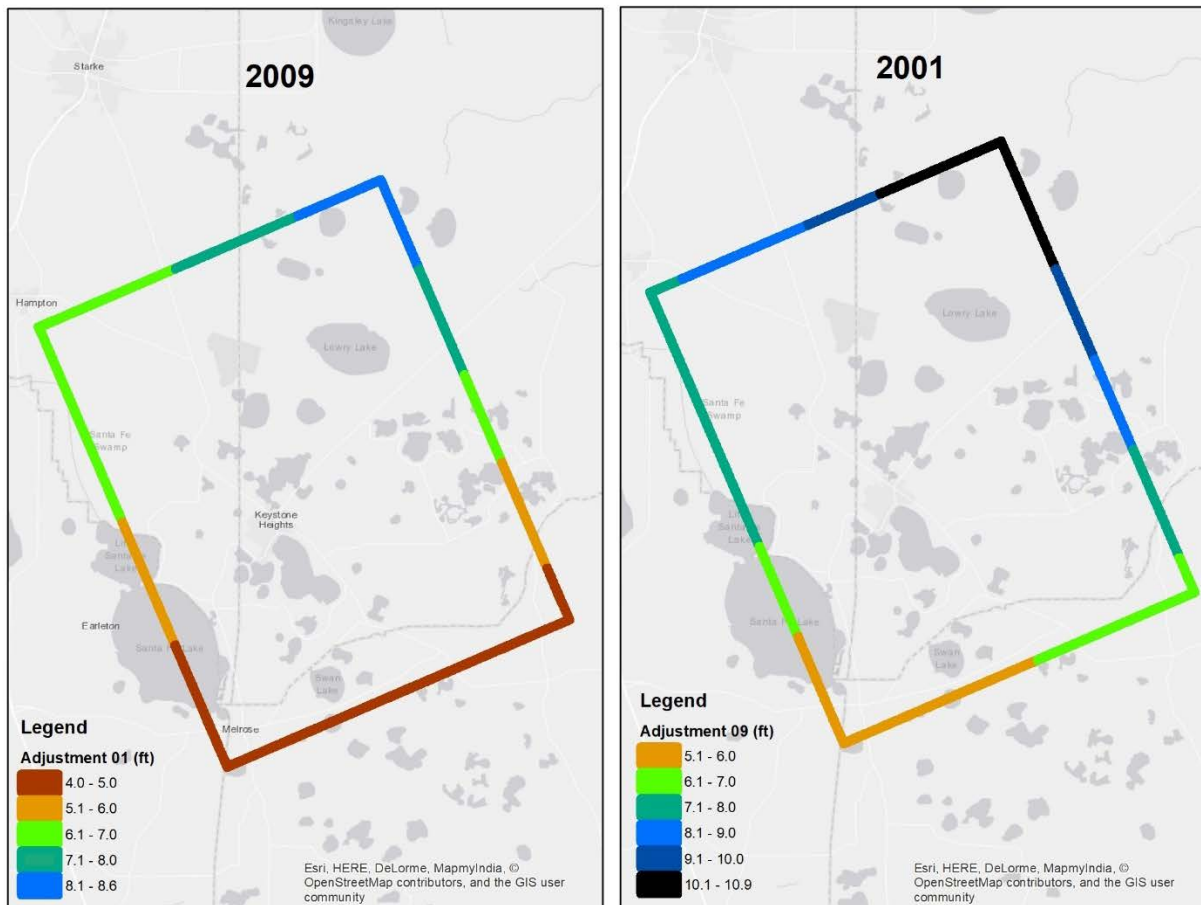 2009
Kingsley Lake
Starke
Hampton
Lowry Lake
Santa Fe
Swamp
Keystone
Heights
Earleton
Santa Fe Lake
Swan
Lake
Melrose
Legend
Adjustment 01 (ft)
4.0 - 5.0
5.1 - 6.0
6.1 - 7.0
7.1 - 8.0
8.1 - 8.6
Esri, HERE, DeLorme, MapmyIndia, ©
OpenStreetMap contributors, and the GIS user
community
2001
Lowry Lake
Santa Fe
Swamp
Santa Fe Lake
Swan
Lake
Legend
Adjustment 09 (ft)
5.1 - 6.0
6.1 - 7.0
7.1 - 8.0
8.1 - 9.0
9.1 - 10.0
10.1 - 10.9
Esri, HERE, DeLorme, MapmyIndia, ©
OpenStreetMap contributors, and the GIS user
community